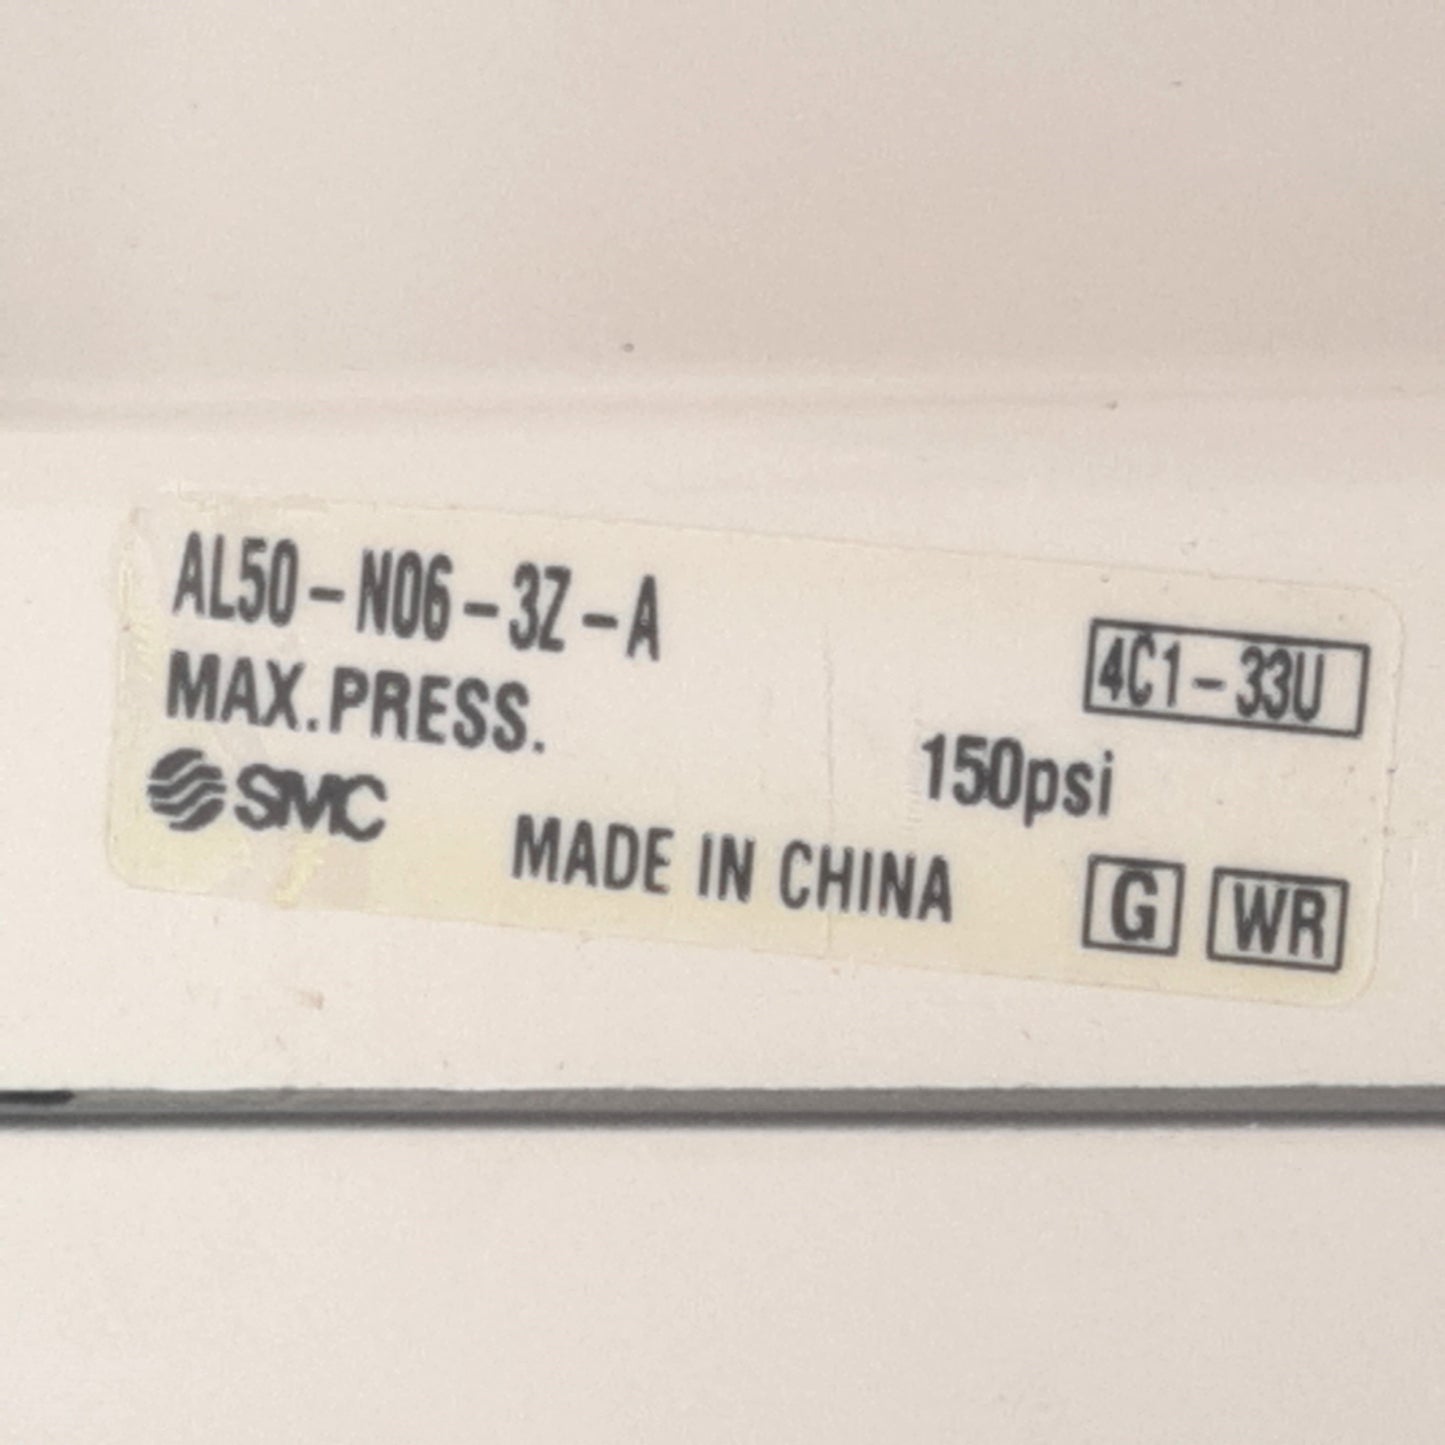 AL50-N06-3Z-A
4C1-33U
MAX.PRESS. 150psi
SMC MADE IN CHINA G WR